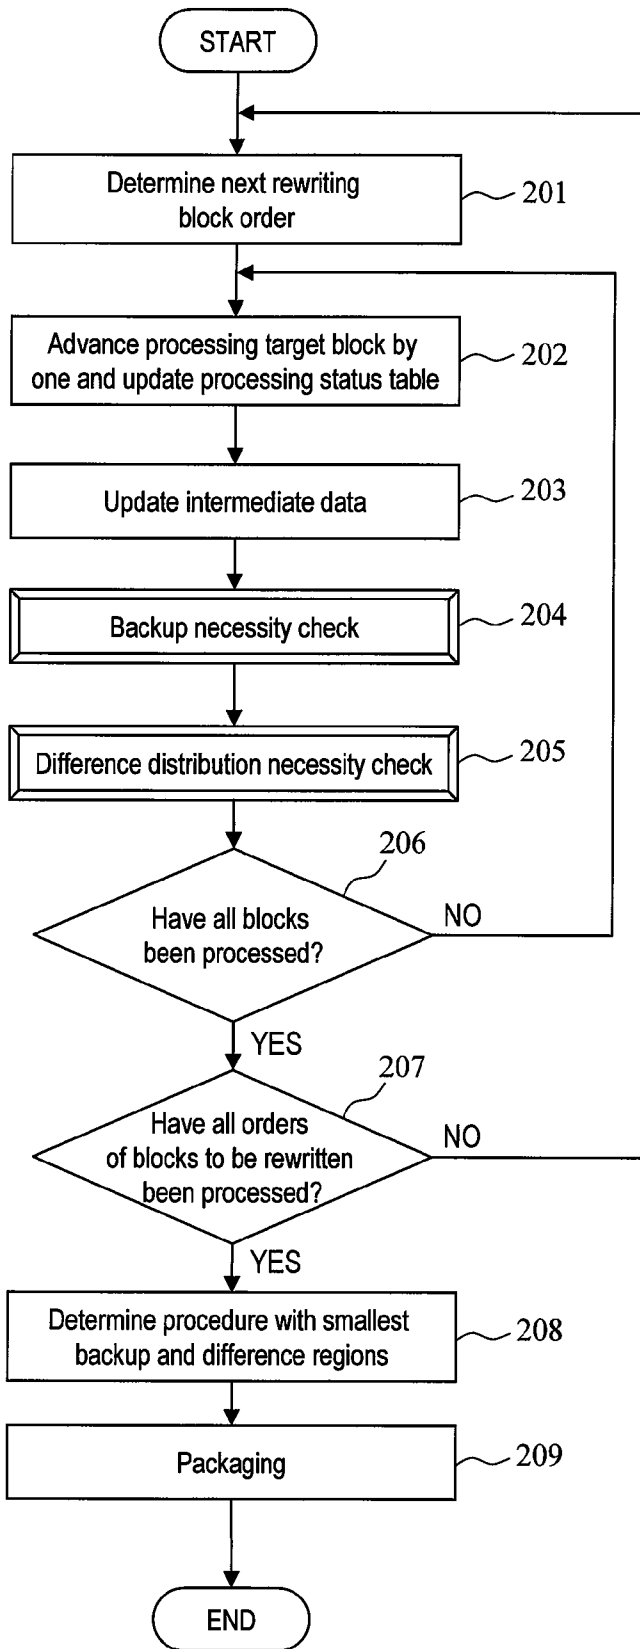 START
Determine next rewriting
block order
201
Advance processing target block by
one and update processing status table
202
Update intermediate data
203
Backup necessity check
204
Difference distribution necessity check
205
206
Have all blocks
been processed?
NO
YES
207
Have all orders
of blocks to be rewritten
been processed?
NO
YES
Determine procedure with smallest
backup and difference regions
208
Packaging
209
END